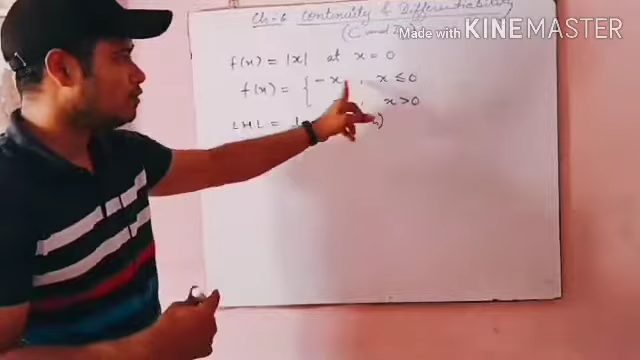 Ch-6 Continuity & Differentiability
Made with KINEMASTER
f(x) = |x| at x = 0
f(x) = { -x , x ≤ 0
, x > 0
L.H.L =